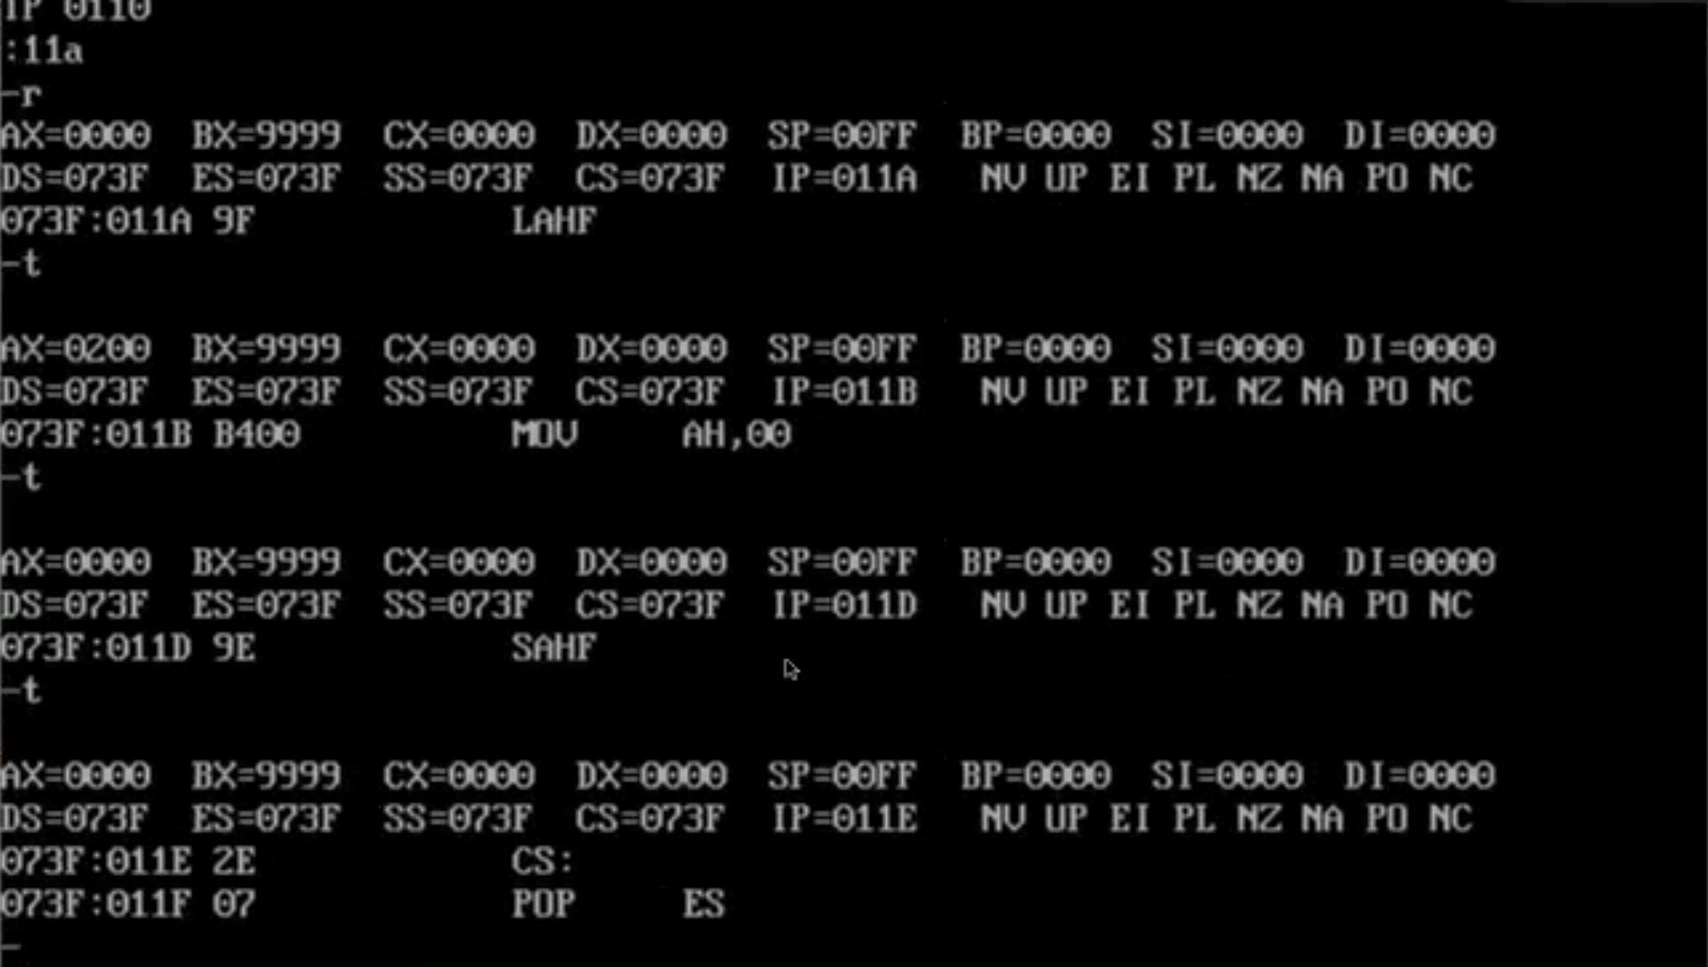 IP 0110
:11a
-r
AX=0000  BX=9999  CX=0000  DX=0000  SP=00FF  BP=0000  SI=0000  DI=0000
DS=073F  ES=073F  SS=073F  CS=073F  IP=011A   NV UP EI PL NZ NA PO NC
073F:011A 9F            LAHF
-t
AX=0200  BX=9999  CX=0000  DX=0000  SP=00FF  BP=0000  SI=0000  DI=0000
DS=073F  ES=073F  SS=073F  CS=073F  IP=011B   NV UP EI PL NZ NA PO NC
073F:011B B400          MOV     AH,00
-t
AX=0000  BX=9999  CX=0000  DX=0000  SP=00FF  BP=0000  SI=0000  DI=0000
DS=073F  ES=073F  SS=073F  CS=073F  IP=011D   NV UP EI PL NZ NA PO NC
073F:011D 9E            SAHF
-t
AX=0000  BX=9999  CX=0000  DX=0000  SP=00FF  BP=0000  SI=0000  DI=0000
DS=073F  ES=073F  SS=073F  CS=073F  IP=011E   NV UP EI PL NZ NA PO NC
073F:011E 2E            CS:
073F:011F 07            POP     ES
-